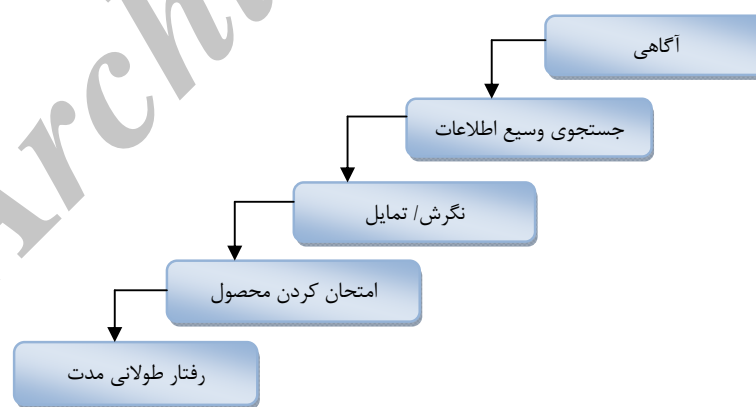 آگاهی
جستجوی وسیع اطلاعات
نگرش/ تمایل
امتحان کردن محصول
رفتار طولانی مدت